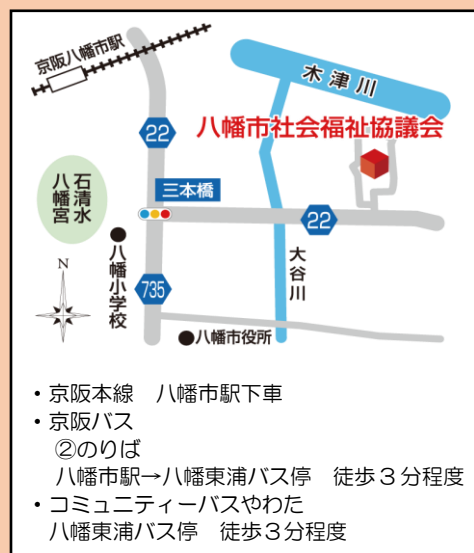 京阪八幡市駅
木津川
八幡市社会福祉協議会
22
三本橋
石清水
八幡宮
22
八幡小学校
大谷川
N
735
八幡市役所
・京阪本線　八幡市駅下車
・京阪バス
②のりば
八幡市駅→八幡東浦バス停　徒歩３分程度
・コミュニティーバスやわた
八幡東浦バス停　徒歩３分程度